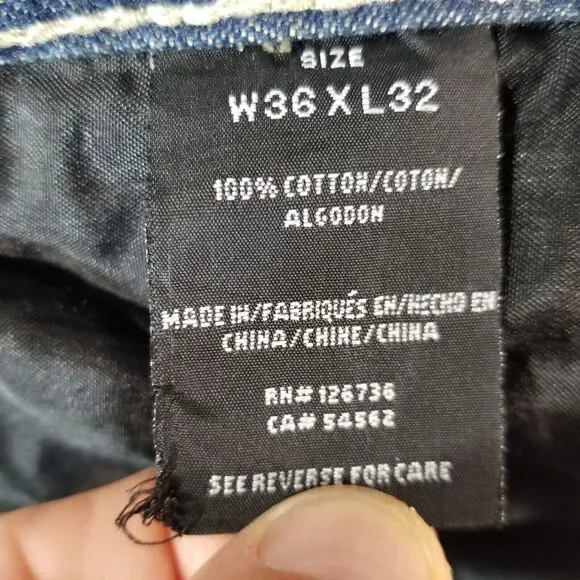 SIZE
W36 X L32
100% COTTON/COTON/
ALGODON
MADE IN/FABRIQUÉS EN/HECHO EN
CHINA/CHINE/CHINA
RN# 126736
CA# 54562
SEE REVERSE FOR CARE